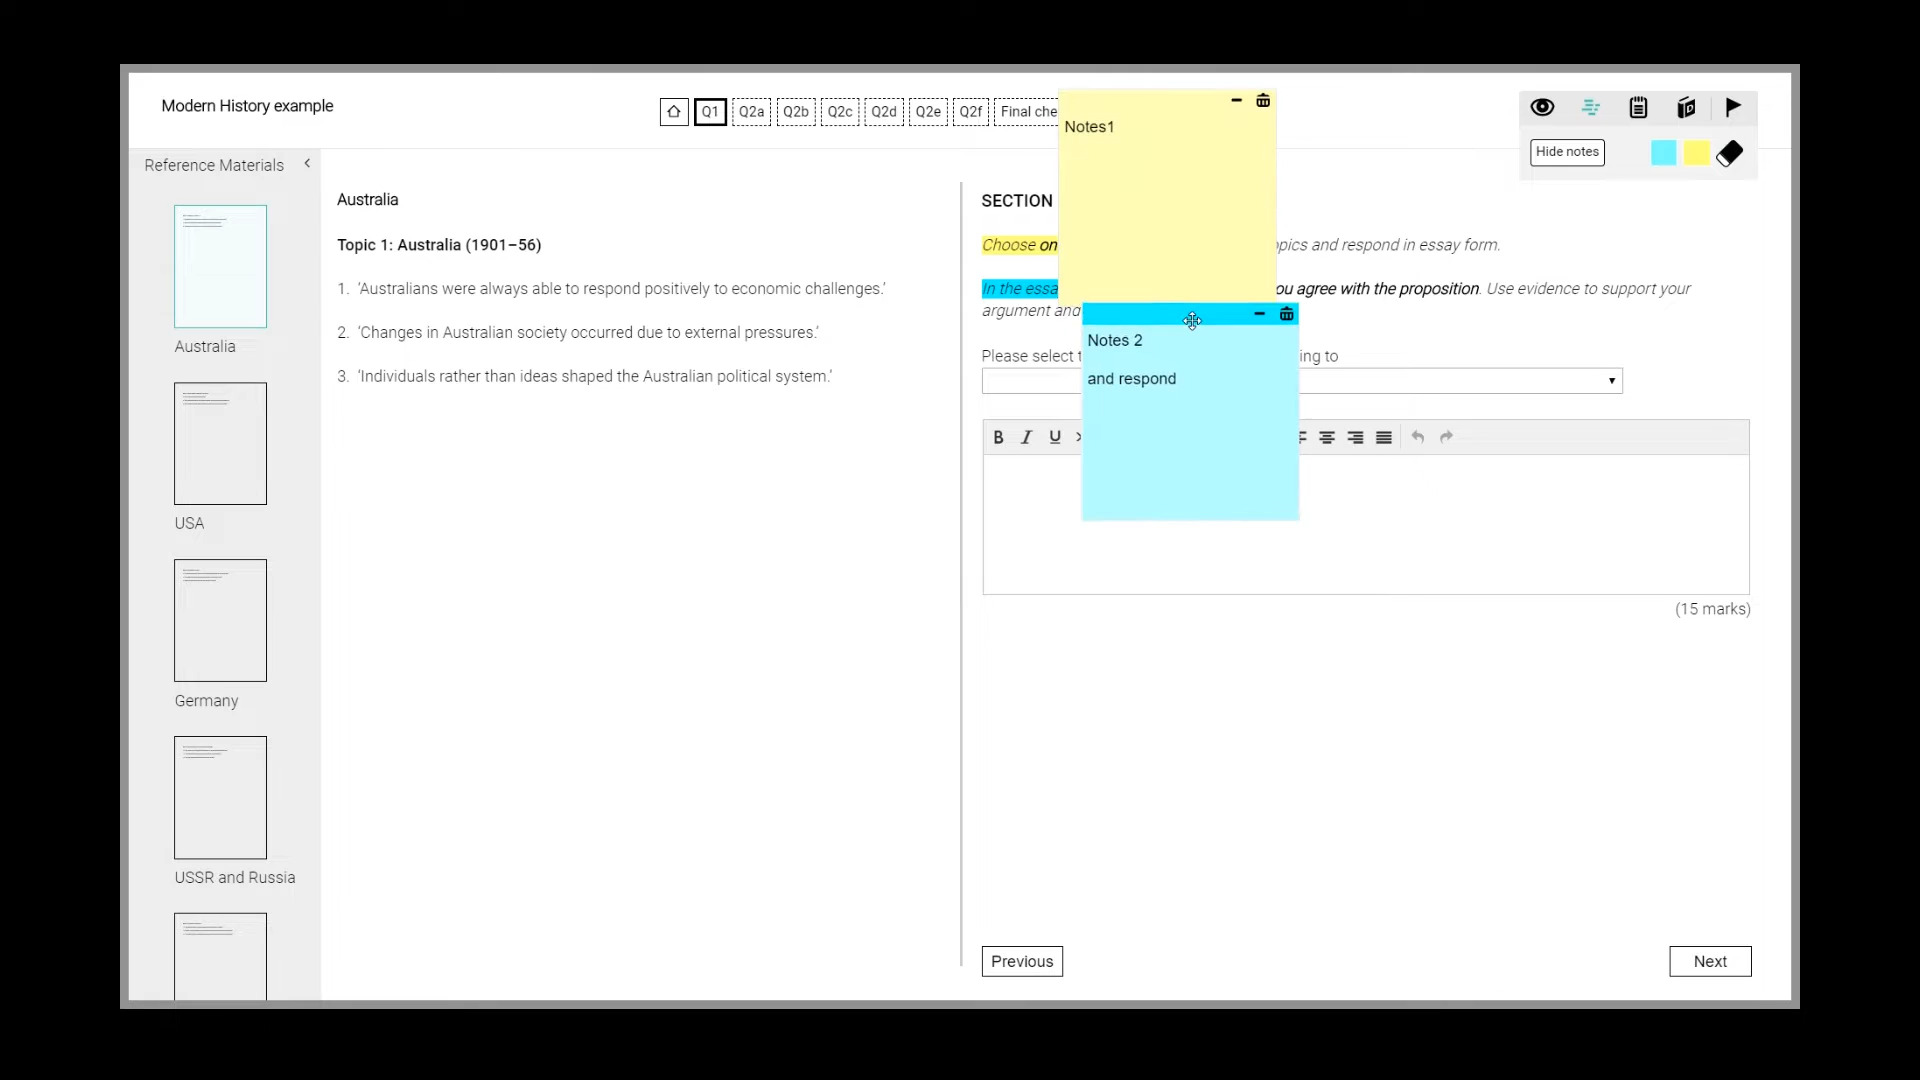 Modern History example
Q1 Q2a Q2b Q2c Q2d Q2e Q2f Final che
Notes1
Hide notes
Reference Materials
Australia
USA
Germany
USSR and Russia
Australia
Topic 1: Australia (1901–56)
1. ‘Australians were always able to respond positively to economic challenges.’
2. ‘Changes in Australian society occurred due to external pressures.’
3. ‘Individuals rather than ideas shaped the Australian political system.’
SECTION
Choose on pics and respond in essay form.
In the essa ou agree with the proposition. Use evidence to support your
argument and
Notes 2
and respond
Please select t ing to
B I U
(15 marks)
Previous
Next